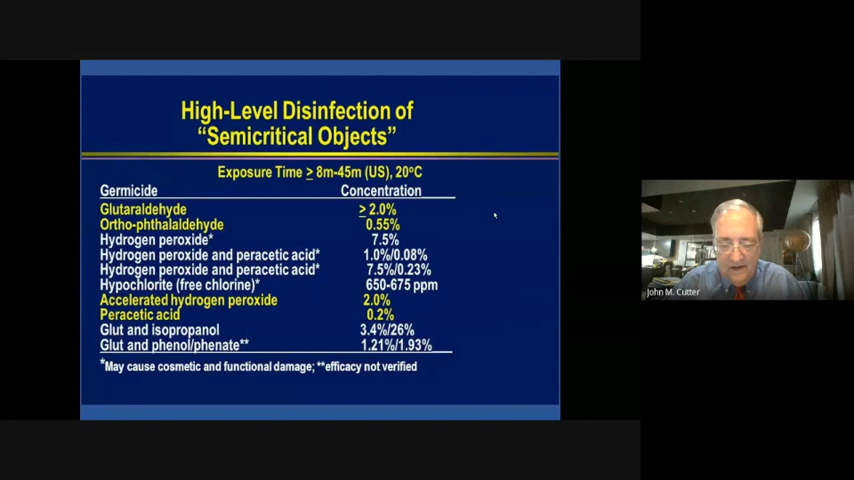 High-Level Disinfection of
“Semicritical Objects”
Exposure Time ≥ 8m-45m (US), 20°C
Germicide Concentration
Glutaraldehyde ≥ 2.0%
Ortho-phthalaldehyde 0.55%
Hydrogen peroxide* 7.5%
Hydrogen peroxide and peracetic acid* 1.0%/0.08%
Hydrogen peroxide and peracetic acid* 7.5%/0.23%
Hypochlorite (free chlorine)* 650-675 ppm
Accelerated hydrogen peroxide 2.0%
Peracetic acid 0.2%
Glut and isopropanol 3.4%/26%
Glut and phenol/phenate** 1.21%/1.93%
*May cause cosmetic and functional damage; **efficacy not verified
John M. Cutter